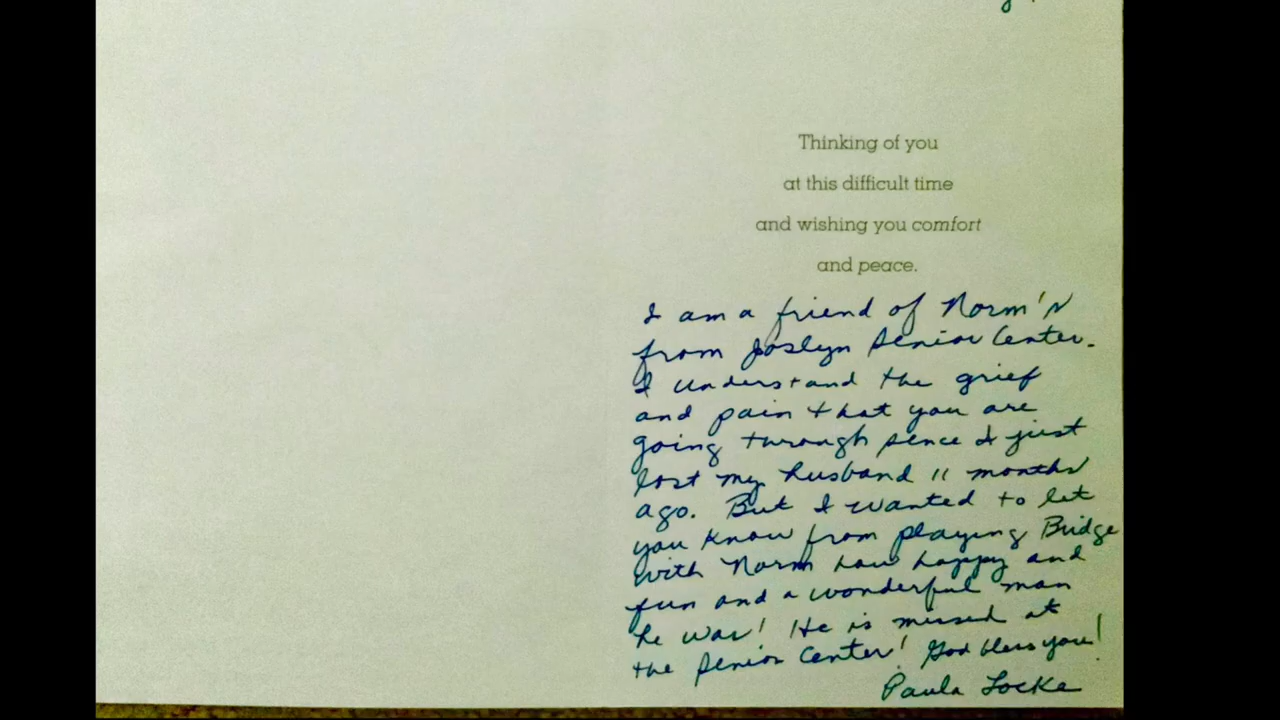 Thinking of you
at this difficult time
and wishing you comfort
and peace.
I am a friend of Norm's
from Joslyn Senior Center.
I understand the grief
and pain that you are
going through sence I just
lost my husband 11 months
ago. But I wanted to let
you know from playing Bridge
with Norm how happy and
fun and a wonderful man
he was! He is missed at
the Senior Center! God bless you!
Paula Locke